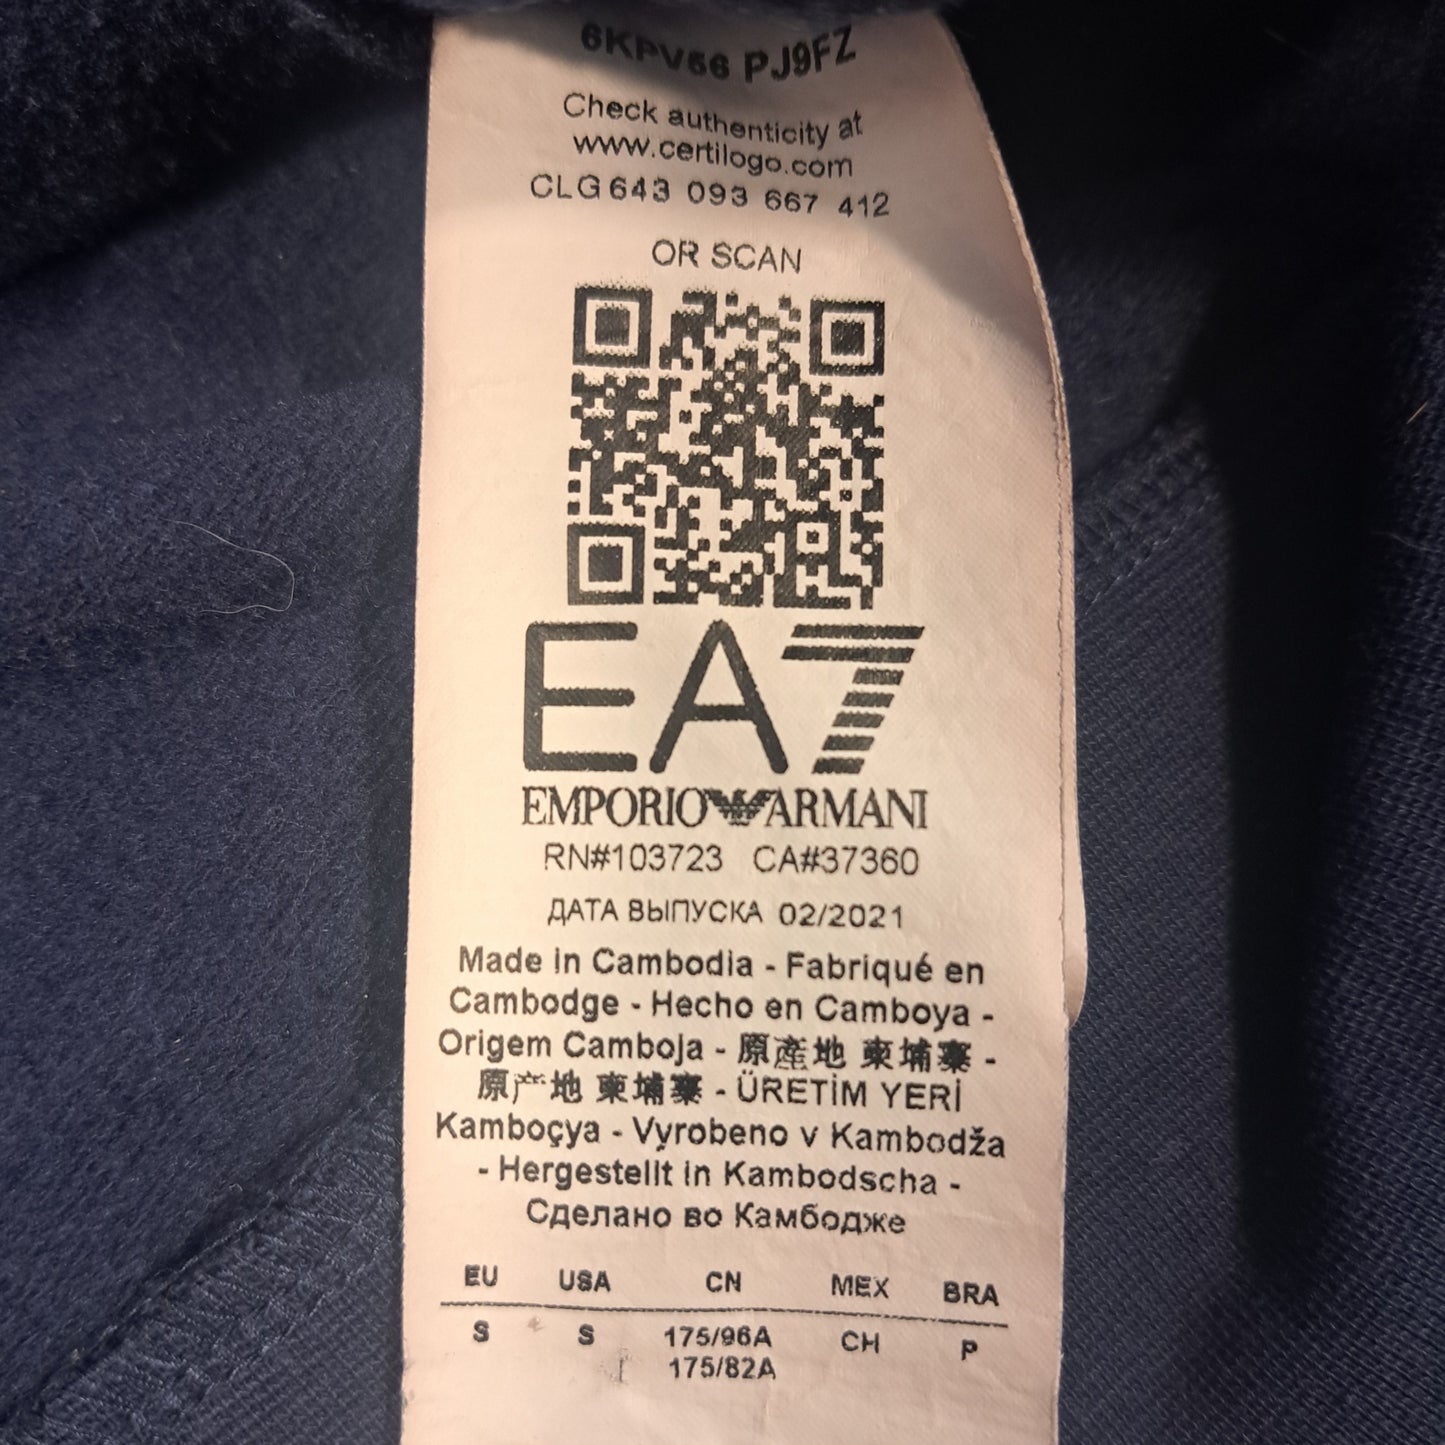 6KPV56 PJ9FZ
Check authenticity at
www.certilogo.com
CLG 643 093 667 412
OR SCAN
EA7
EMPORIO ARMANI
RN#103723 CA#37360
ДАТА ВЫПУСКА 02/2021
Made in Cambodia - Fabriqué en
Cambodge - Hecho en Camboya -
Origem Camboja - 原產地 柬埔寨 -
原产地 柬埔寨 - ÜRETİM YERİ
Kamboçya - Vyrobeno v Kambodža
- Hergestellt in Kambodscha -
Сделано во Камбодже
EU USA CN MEX BRA
S S 175/96A CH P
175/82A